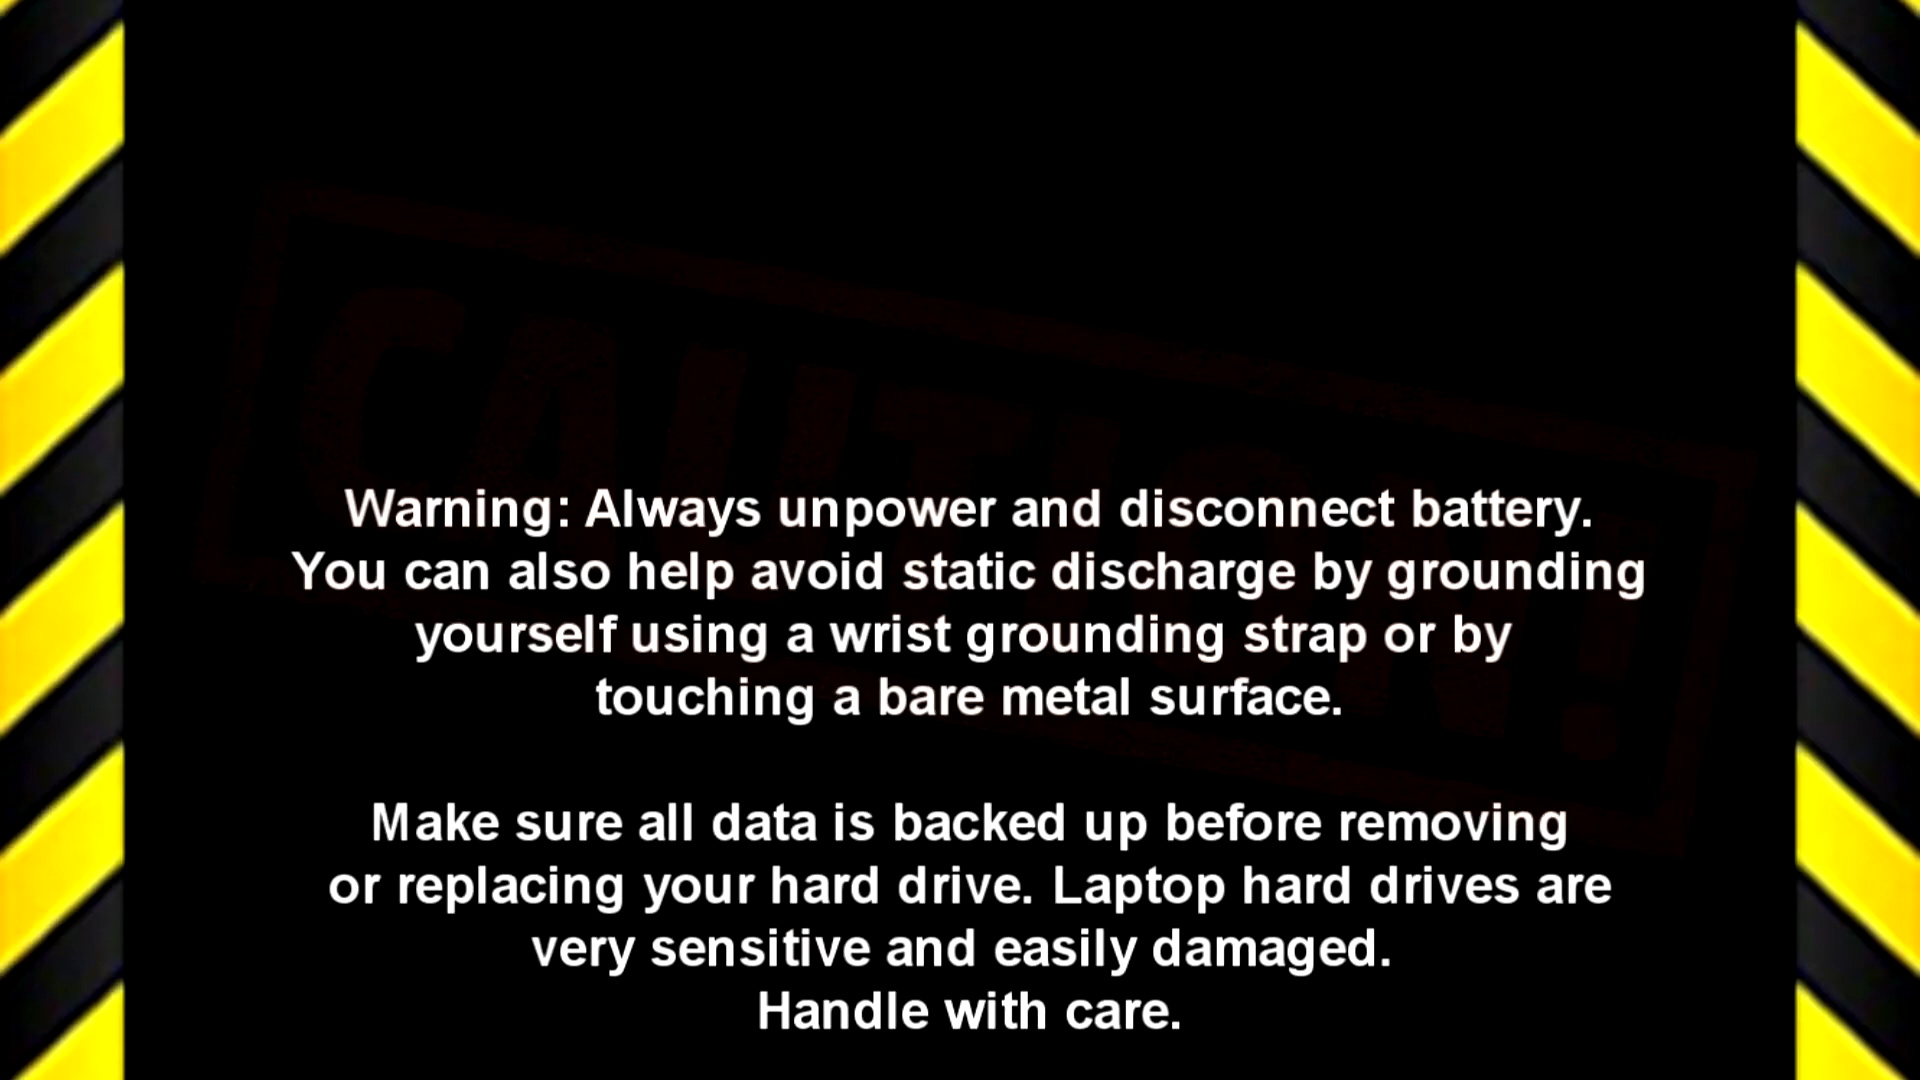 CAUTION!
Warning: Always unpower and disconnect battery.
You can also help avoid static discharge by grounding
yourself using a wrist grounding strap or by
touching a bare metal surface.
Make sure all data is backed up before removing
or replacing your hard drive. Laptop hard drives are
very sensitive and easily damaged.
Handle with care.